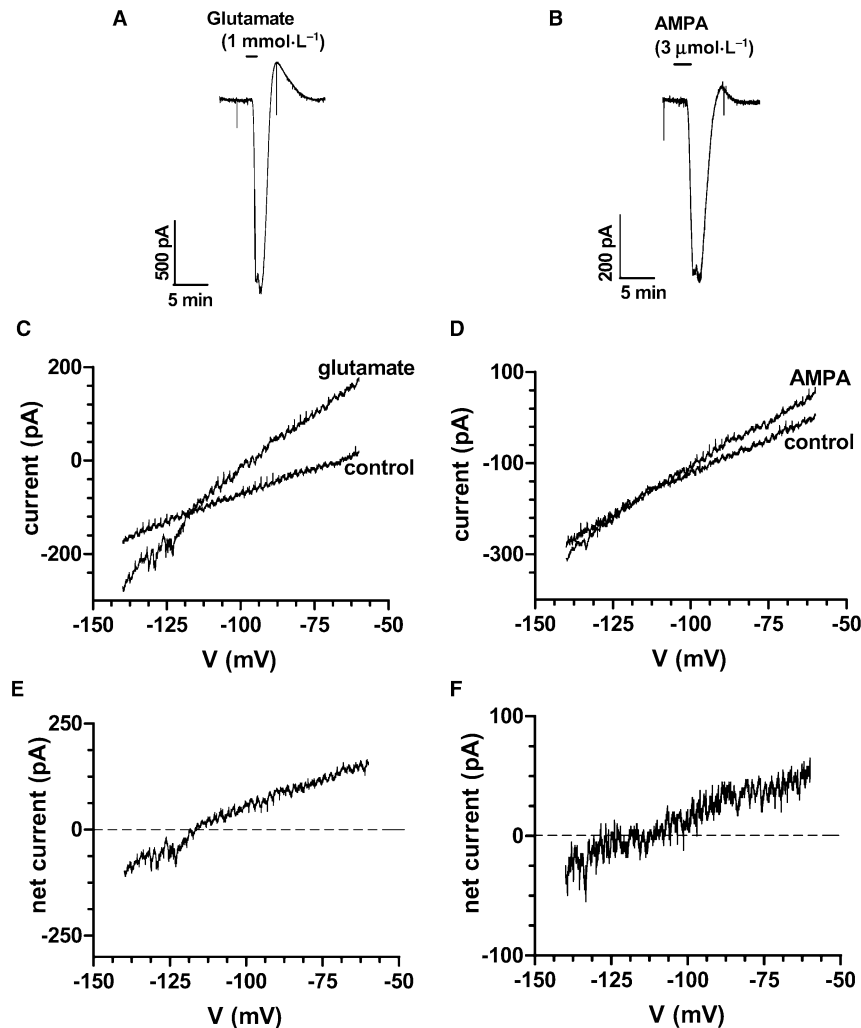 A
Glutamate
(1 mmol·L⁻¹)
500 pA
5 min
B
AMPA
(3 µmol·L⁻¹)
200 pA
5 min
C
200
0
-200
current (pA)
glutamate
control
-150
-125
-100
-75
-50
V (mV)
D
100
-100
-300
current (pA)
AMPA
control
-150
-125
-100
-75
-50
V (mV)
E
250
0
-250
net current (pA)
-150
-125
-100
-75
-50
V (mV)
F
100
50
0
-50
-100
net current (pA)
-150
-125
-100
-75
-50
V (mV)